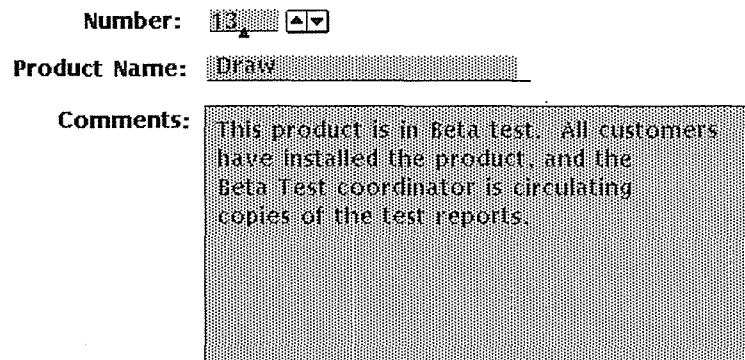 Number: 13
Product Name: Draw
Comments: This product is in Beta test. All customers
have installed the product, and the
Beta Test coordinator is circulating
copies of the test reports.